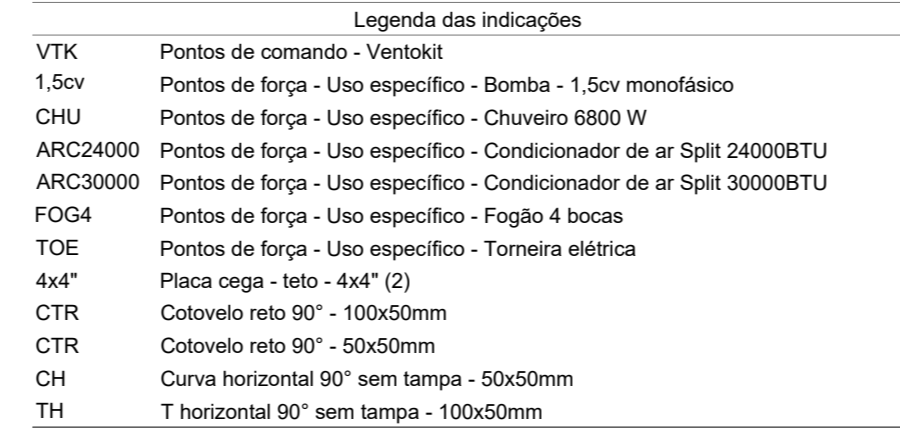 Legenda das indicações
VTK Pontos de comando - Ventokit
1,5cv Pontos de força - Uso específico - Bomba - 1,5cv monofásico
CHU Pontos de força - Uso específico - Chuveiro 6800 W
ARC24000 Pontos de força - Uso específico - Condicionador de ar Split 24000BTU
ARC30000 Pontos de força - Uso específico - Condicionador de ar Split 30000BTU
FOG4 Pontos de força - Uso específico - Fogão 4 bocas
TOE Pontos de força - Uso específico - Torneira elétrica
4x4" Placa cega - teto - 4x4" (2)
CTR Cotovelo reto 90° - 100x50mm
CTR Cotovelo reto 90° - 50x50mm
CH Curva horizontal 90° sem tampa - 50x50mm
TH T horizontal 90° sem tampa - 100x50mm